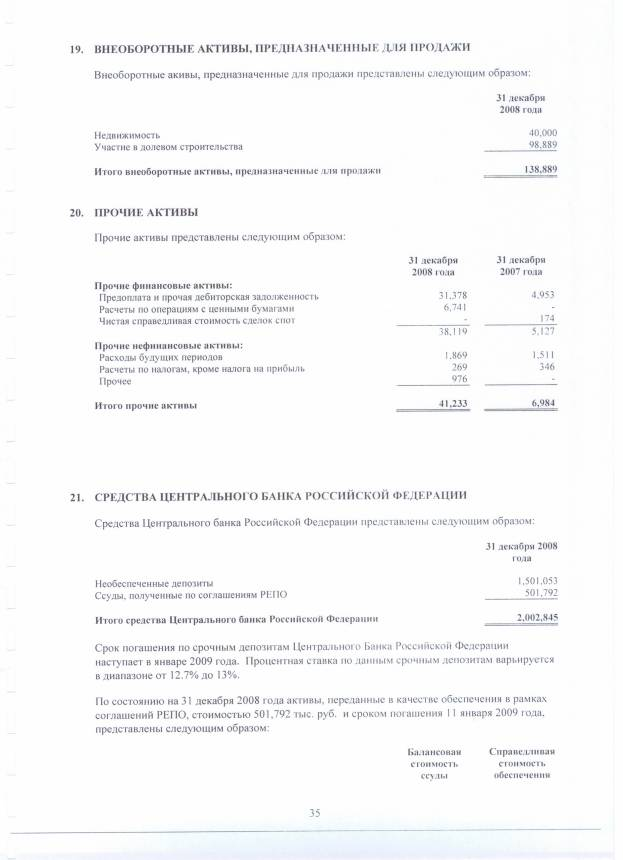 19. ВНЕОБОРОТНЫЕ АКТИВЫ, ПРЕДНАЗНАЧЕННЫЕ ДЛЯ ПРОДАЖИ
Внеоборотные акивы, предназначенные для продажи представлены следующим образом:
31 декабря
2008 года
Недвижимость 40,000
Участие в долевом строительства 98,889
Итого внеоборотные активы, предназначенные для продажи 138,889
20. ПРОЧИЕ АКТИВЫ
Прочие активы представлены следующим образом:
31 декабря 31 декабря
2008 года 2007 года
Прочие финансовые активы:
Предоплата и прочая дебиторская задолженность 31,378 4,953
Расчеты по операциям с ценными бумагами 6,741 -
Чистая справедливая стоимость сделок спот - 174
38,119 5,127
Прочие нефинансовые активы:
Расходы будущих периодов 1,869 1,511
Расчеты по налогам, кроме налога на прибыль 269 346
Прочее 976 -
Итого прочие активы 41,233 6,984
21. СРЕДСТВА ЦЕНТРАЛЬНОГО БАНКА РОССИЙСКОЙ ФЕДЕРАЦИИ
Средства Центрального банка Российской Федерации представлены следующим образом:
31 декабря 2008
года
Необеспеченные депозиты 1,501,053
Ссуды, полученные по соглашениям РЕПО 501,792
Итого средства Центрального банка Российской Федерации 2,002,845
Срок погашения по срочным депозитам Центрального Банка Российской Федерации
наступает в январе 2009 года. Процентная ставка по данным срочным депозитам варьируется
в диапазоне от 12.7% до 13%.
По состоянию на 31 декабря 2008 года активы, переданные в качестве обеспечения в рамках
соглашений РЕПО, стоимостью 501,792 тыс. руб. и сроком погашения 11 января 2009 года,
представлены следующим образом:
Балансовая Справедливая
стоимость стоимость
ссуды обеспечения
35